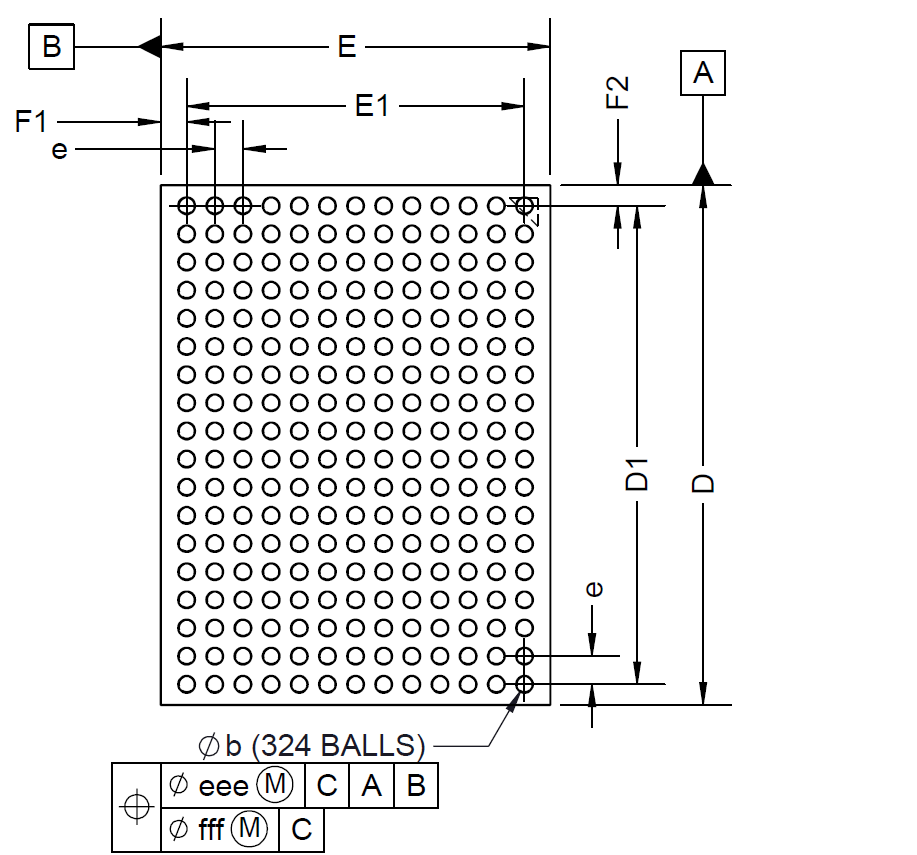 B
E
A
F2
E1
F1
e
D1
D
e
⌀ b (324 BALLS)
⌀ eee Ⓜ C A B
⌀ fff Ⓜ C